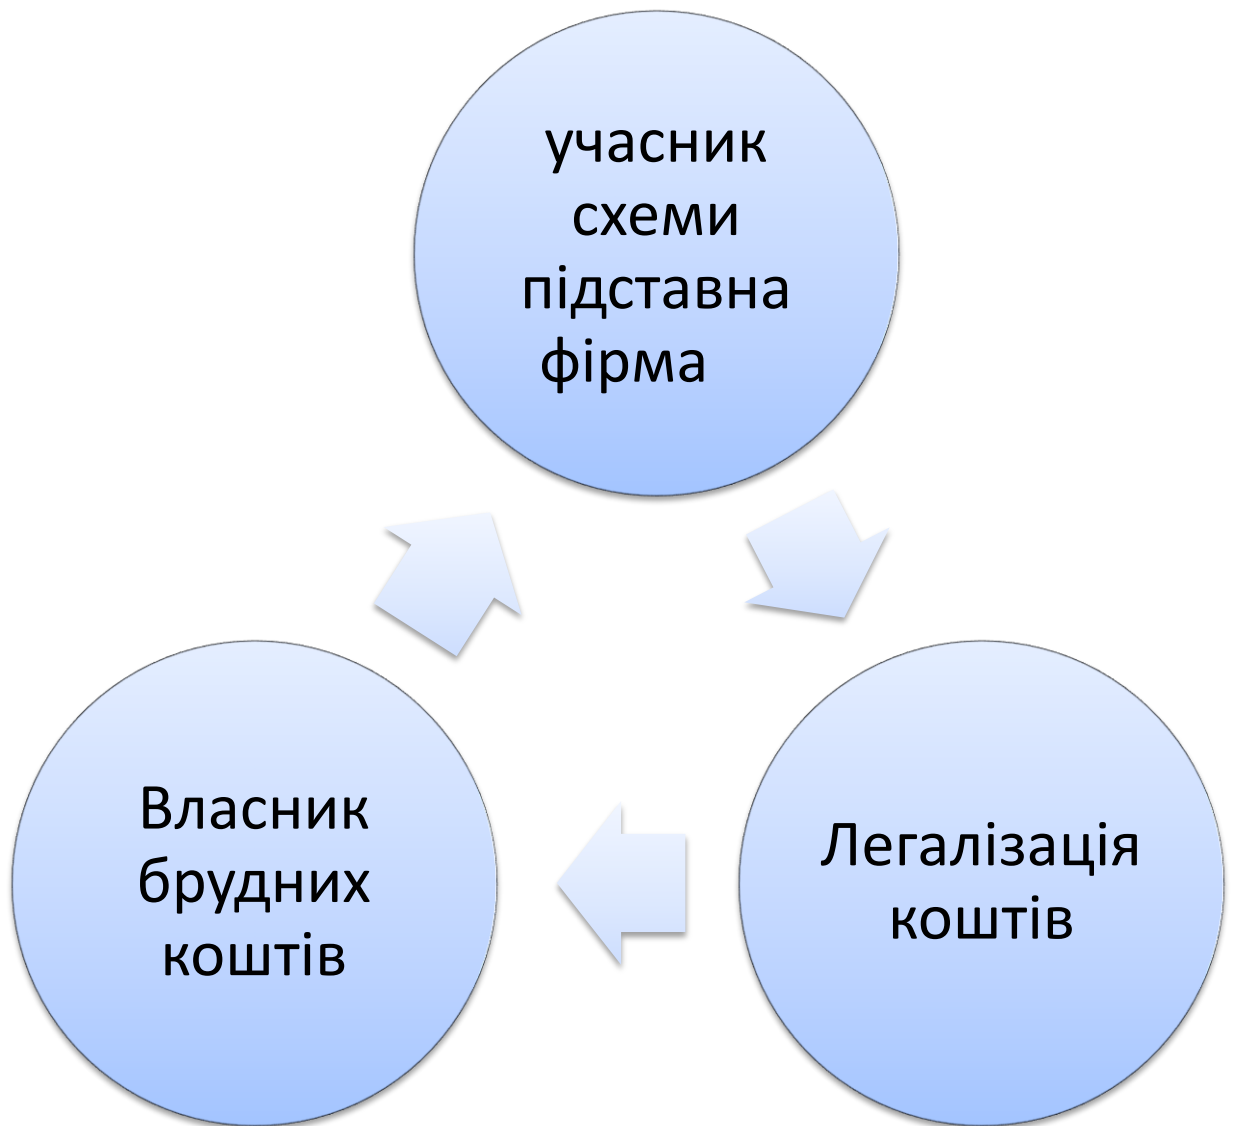 учасник
схеми
підставна
фірма
Власник
брудних
коштів
Легалізація
коштів